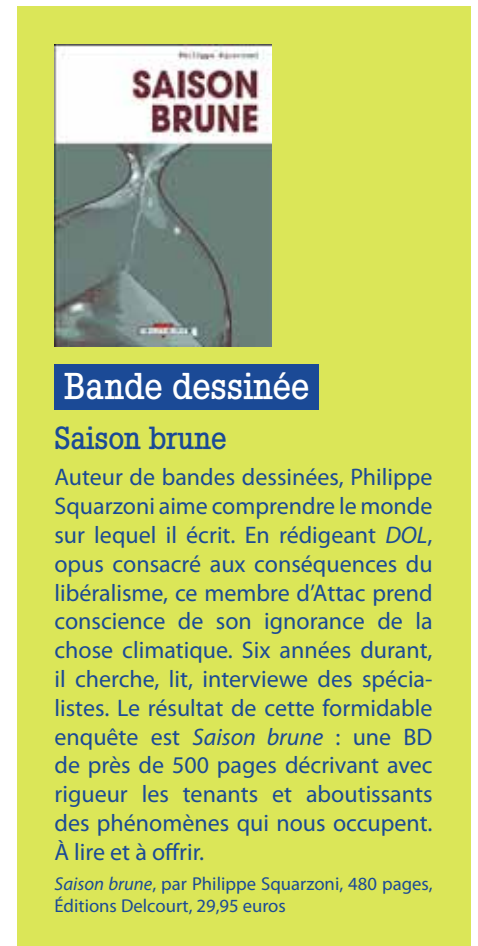 Philippe Squarzoni
SAISON
BRUNE
Bande dessinée
Saison brune
Auteur de bandes dessinées, Philippe
Squarzoni aime comprendre le monde
sur lequel il écrit. En rédigeant DOL,
opus consacré aux conséquences du
libéralisme, ce membre d’Attac prend
conscience de son ignorance de la
chose climatique. Six années durant,
il cherche, lit, interviewe des spécia-
listes. Le résultat de cette formidable
enquête est Saison brune : une BD
de près de 500 pages décrivant avec
rigueur les tenants et aboutissants
des phénomènes qui nous occupent.
À lire et à offrir.
Saison brune, par Philippe Squarzoni, 480 pages,
Éditions Delcourt, 29,95 euros